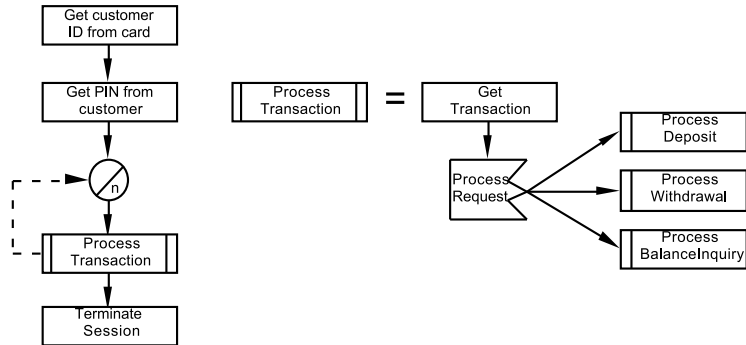 Get customer
ID from card
Get PIN from
customer
n
Process
Transaction
Terminate
Session
Process
Transaction
=
Get
Transaction
Process
Request
Process
Deposit
Process
Withdrawal
Process
BalanceInquiry